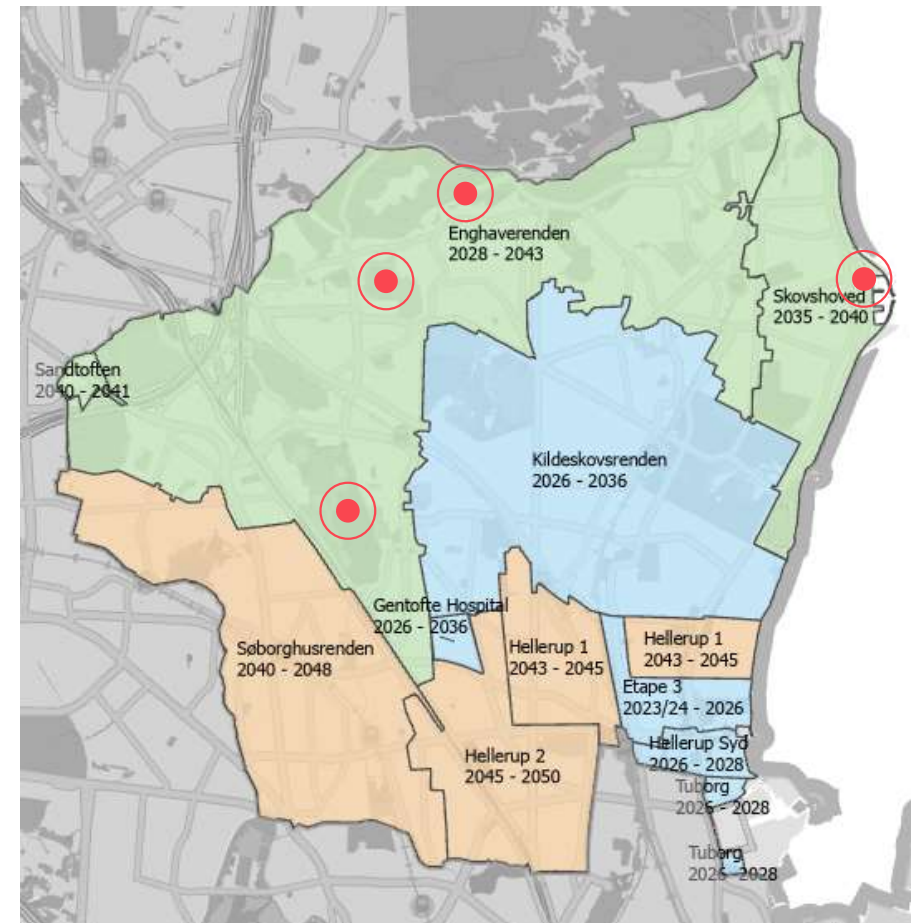 Enghaverenden
2028 - 2043
Skovshoved
2035 - 2040
Sandtoften
2040 - 2041
Kildeskovsrenden
2026 - 2036
Gentofte Hospital
2026 - 2036
Søborghusrenden
2040 - 2048
Hellerup 1
2043 - 2045
Hellerup 1
2043 - 2045
Etape 3
2023/24 - 2026
Hellerup Syd
2026 - 2028
Hellerup 2
2045 - 2050
Tuborg
2026 - 2028
Tuborg
2026 - 2028